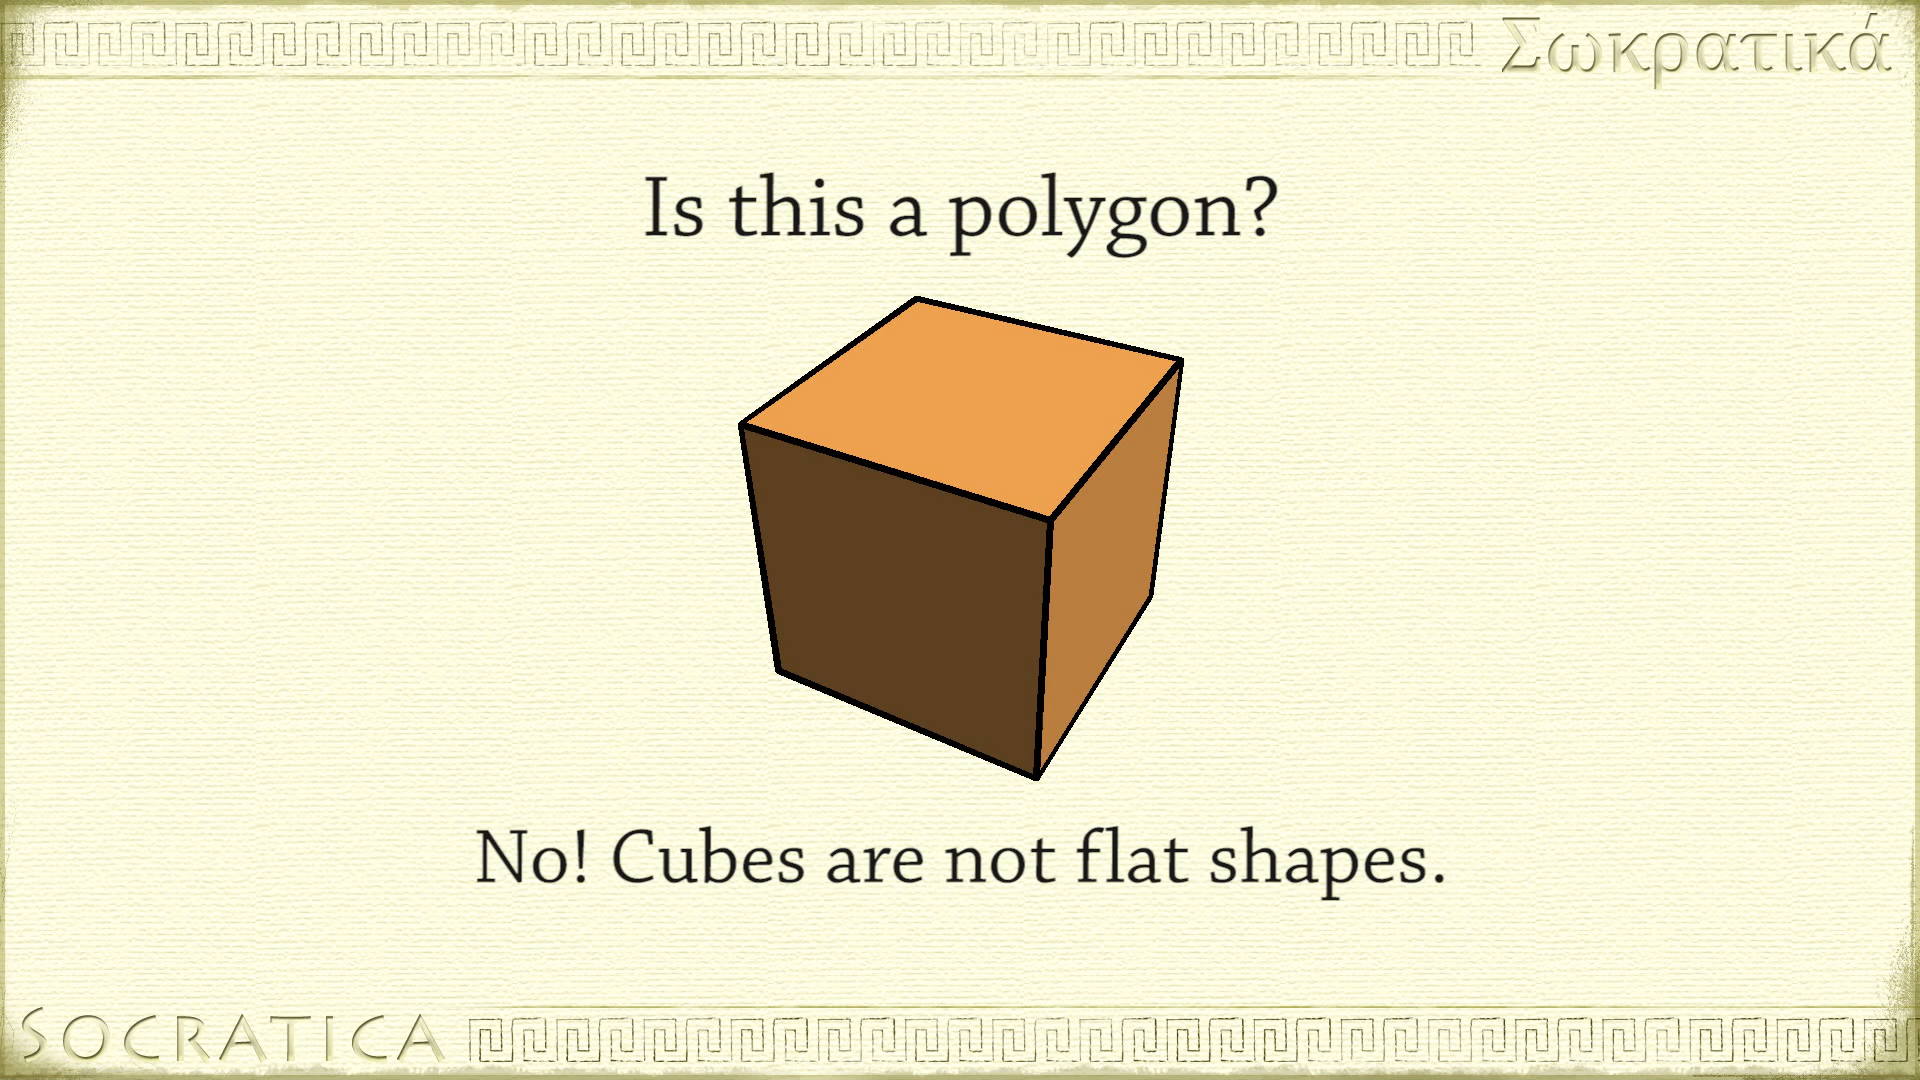 Σωκρατικά
Is this a polygon?
No! Cubes are not flat shapes.
SOCRATICA